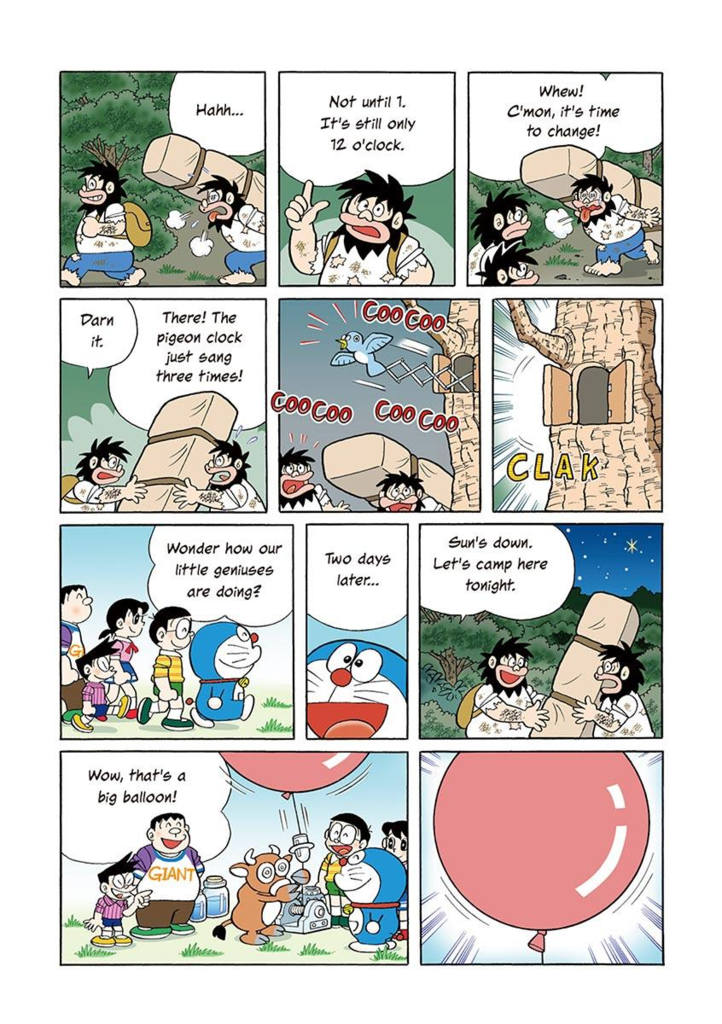 Whew!
C'mon, it's time
to change!
Not until 1.
It's still only
12 o'clock.
Hahh...
CLAK
COO COO
COO COO
COO COO
There! The
pigeon clock
just sang
three times!
Darn
it.
Sun's down.
Let's camp here
tonight.
Two days
later...
Wonder how our
little geniuses
are doing?
G
Wow, that's a
big balloon!
GIANT